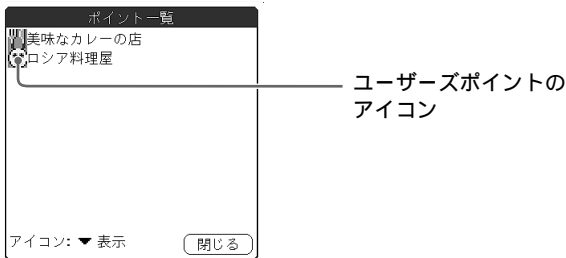 ポイント一覧
美味なカレーの店
ロシア料理屋
ユーザーズポイントの
アイコン
アイコン: ▼ 表示
閉じる